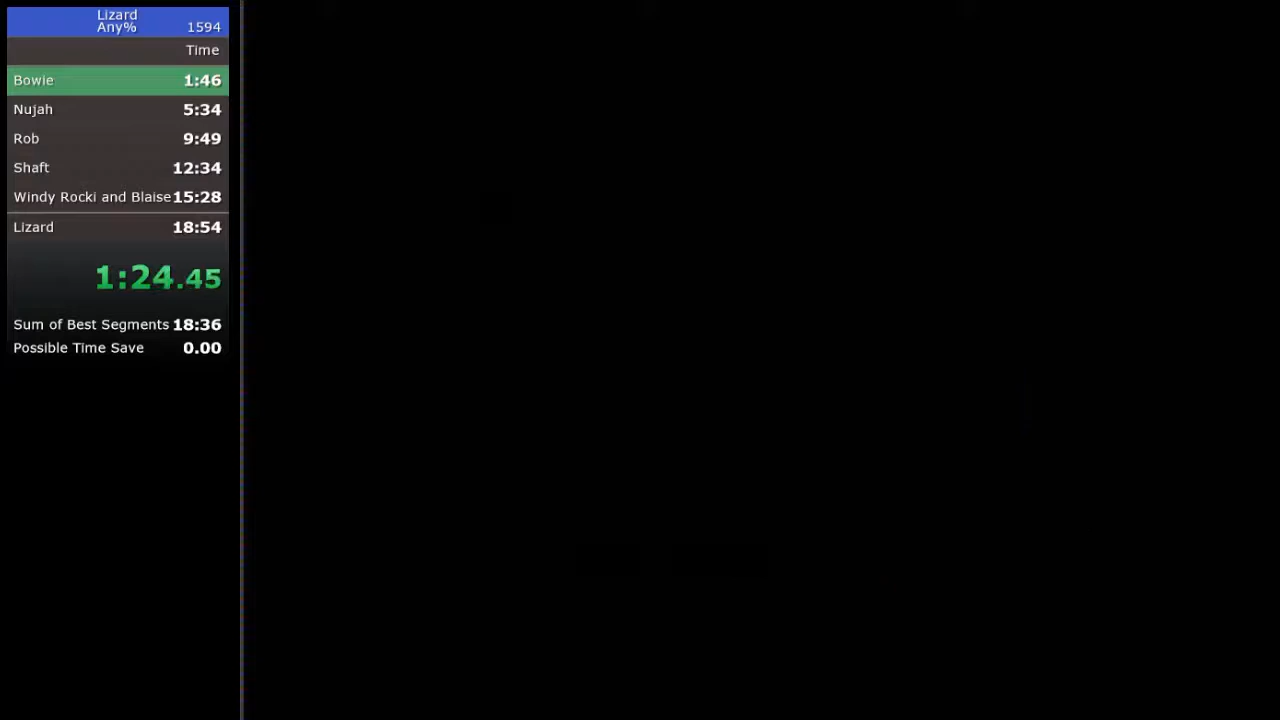 Lizard
Any% 1594
Time
Bowie 1:46
Nujah 5:34
Rob 9:49
Shaft 12:34
Windy Rocki and Blaise 15:28
Lizard 18:54
1:24.45
Sum of Best Segments 18:36
Possible Time Save 0.00